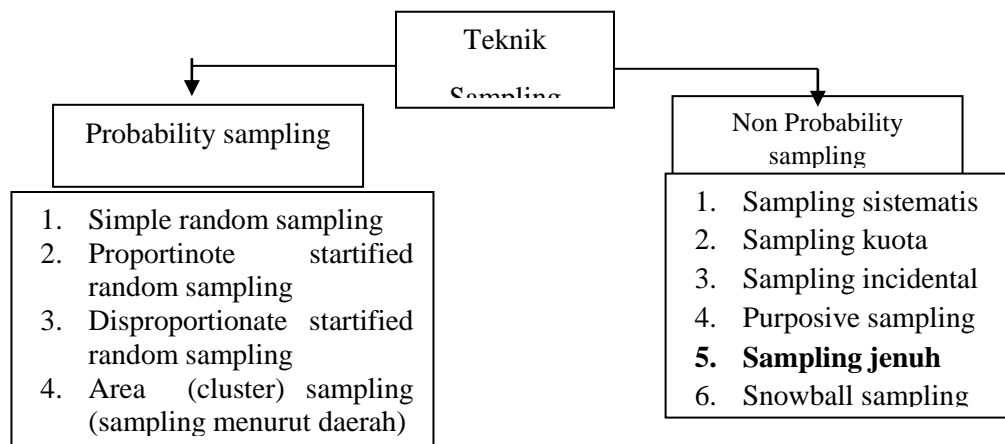 Teknik
Sampling
Probability sampling
Non Probability
sampling
1. Simple random sampling
2. Proportinote startified
random sampling
3. Disproportionate startified
random sampling
4. Area (cluster) sampling
(sampling menurut daerah)
1. Sampling sistematis
2. Sampling kuota
3. Sampling incidental
4. Purposive sampling
5. Sampling jenuh
6. Snowball sampling